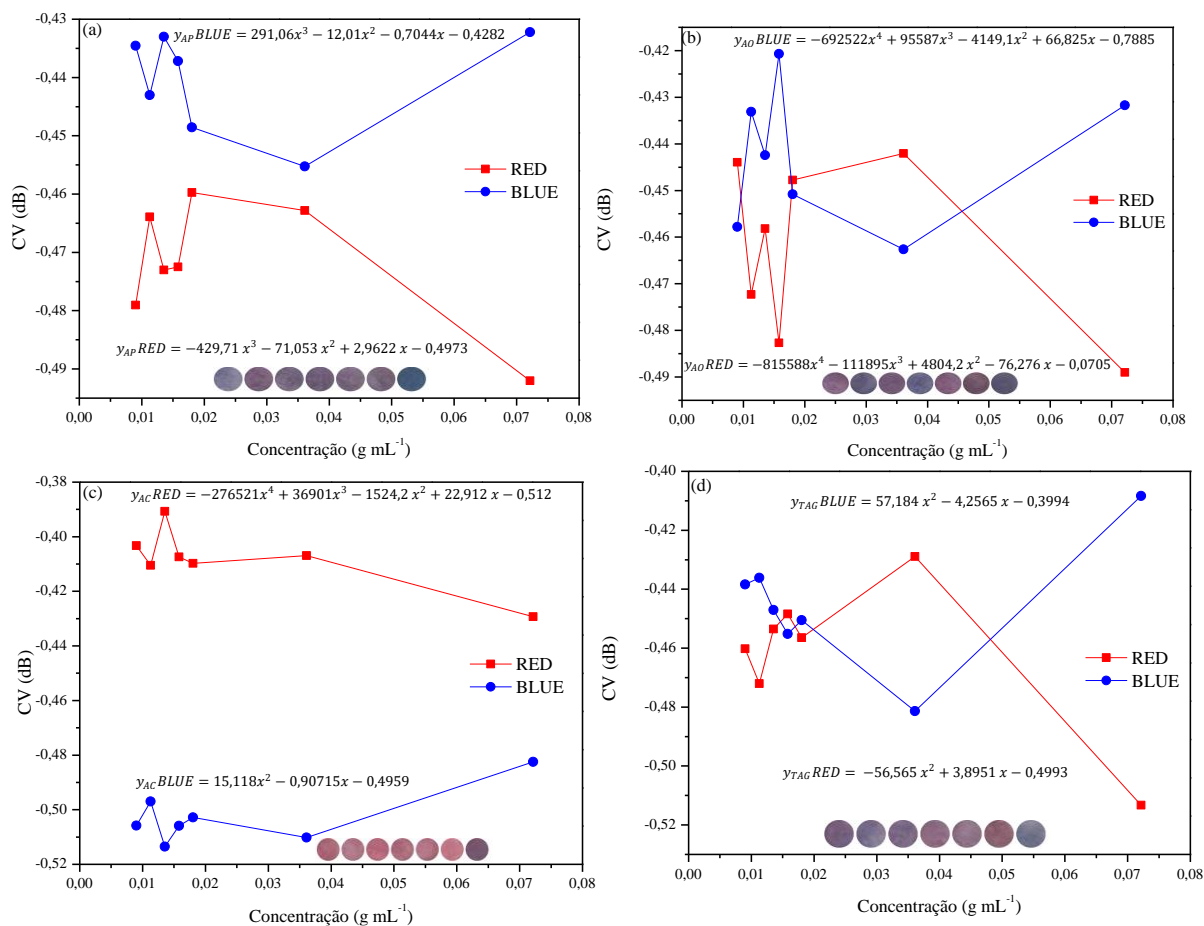 (a)
y_AP BLUE = 291,06x³ − 12,01x² − 0,7044x − 0,4282
-0,43
-0,44
-0,45
-0,46
-0,47
-0,48
-0,49
CV (dB)
RED
BLUE
y_AP RED = −429,71 x³ − 71,053 x² + 2,9622 x − 0,4973
0,00 0,01 0,02 0,03 0,04 0,05 0,06 0,07 0,08
Concentração (g mL⁻¹)
(b)
y_AO BLUE = −692522x⁴ + 95587x³ − 4149,1x² + 66,825x − 0,7885
-0,42
-0,43
-0,44
-0,45
-0,46
-0,47
-0,48
-0,49
CV (dB)
RED
BLUE
y_AO RED = −815588x⁴ − 111895x³ + 4804,2 x² − 76,276x − 0,0705
0,00 0,01 0,02 0,03 0,04 0,05 0,06 0,07 0,08
Concentração (g mL⁻¹)
(c)
y_AC RED = −276521x⁴ + 36901x³ − 1524,2 x² + 22,912 x − 0,512
-0,38
-0,40
-0,42
-0,44
-0,46
-0,48
-0,50
-0,52
CV (dB)
RED
BLUE
y_AC BLUE = 15,118x² − 0,90715x − 0,4959
0,00 0,01 0,02 0,03 0,04 0,05 0,06 0,07 0,08
Concentração (g mL⁻¹)
(d)
y_TAG BLUE = 57,184 x² − 4,2565 x − 0,3994
-0,40
-0,42
-0,44
-0,46
-0,48
-0,50
-0,52
CV (dB)
RED
BLUE
y_TAG RED = −56,565 x² + 3,8951 x − 0,4993
0,00 0,01 0,02 0,03 0,04 0,05 0,06 0,07 0,08
Concentração (g mL⁻¹)